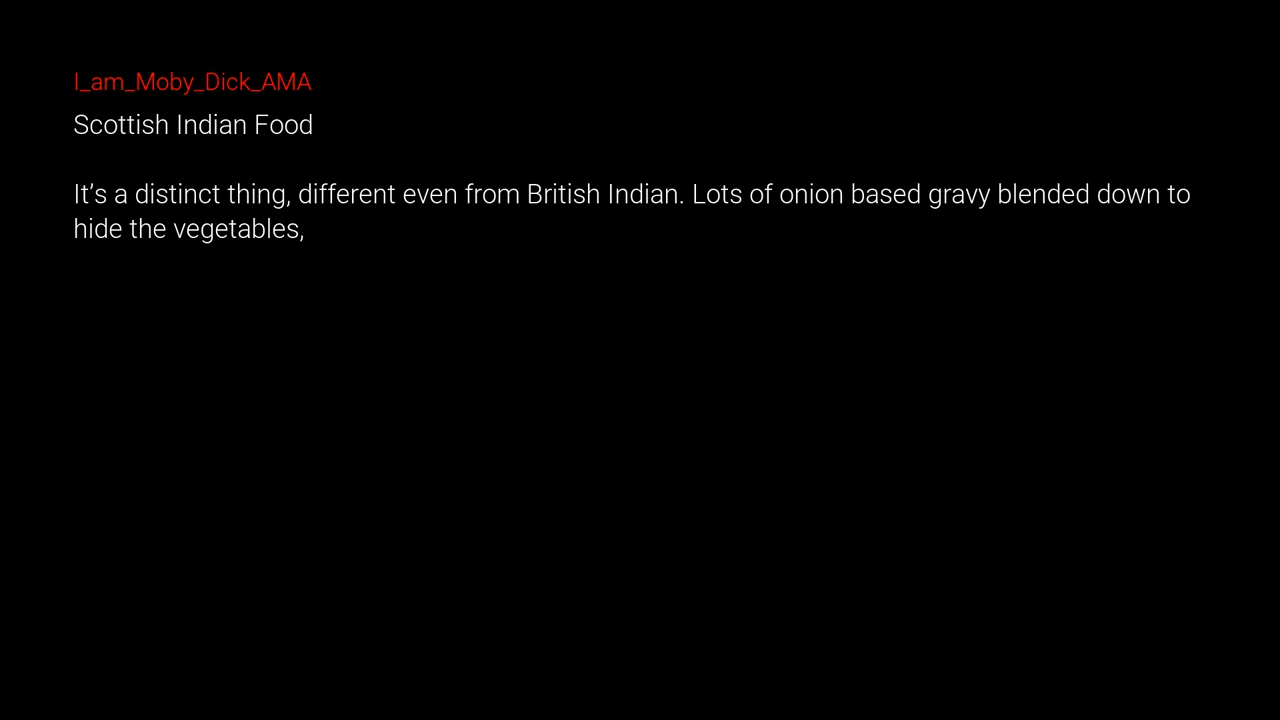 I_am_Moby_Dick_AMA
Scottish Indian Food
It’s a distinct thing, different even from British Indian. Lots of onion based gravy blended down to
hide the vegetables,